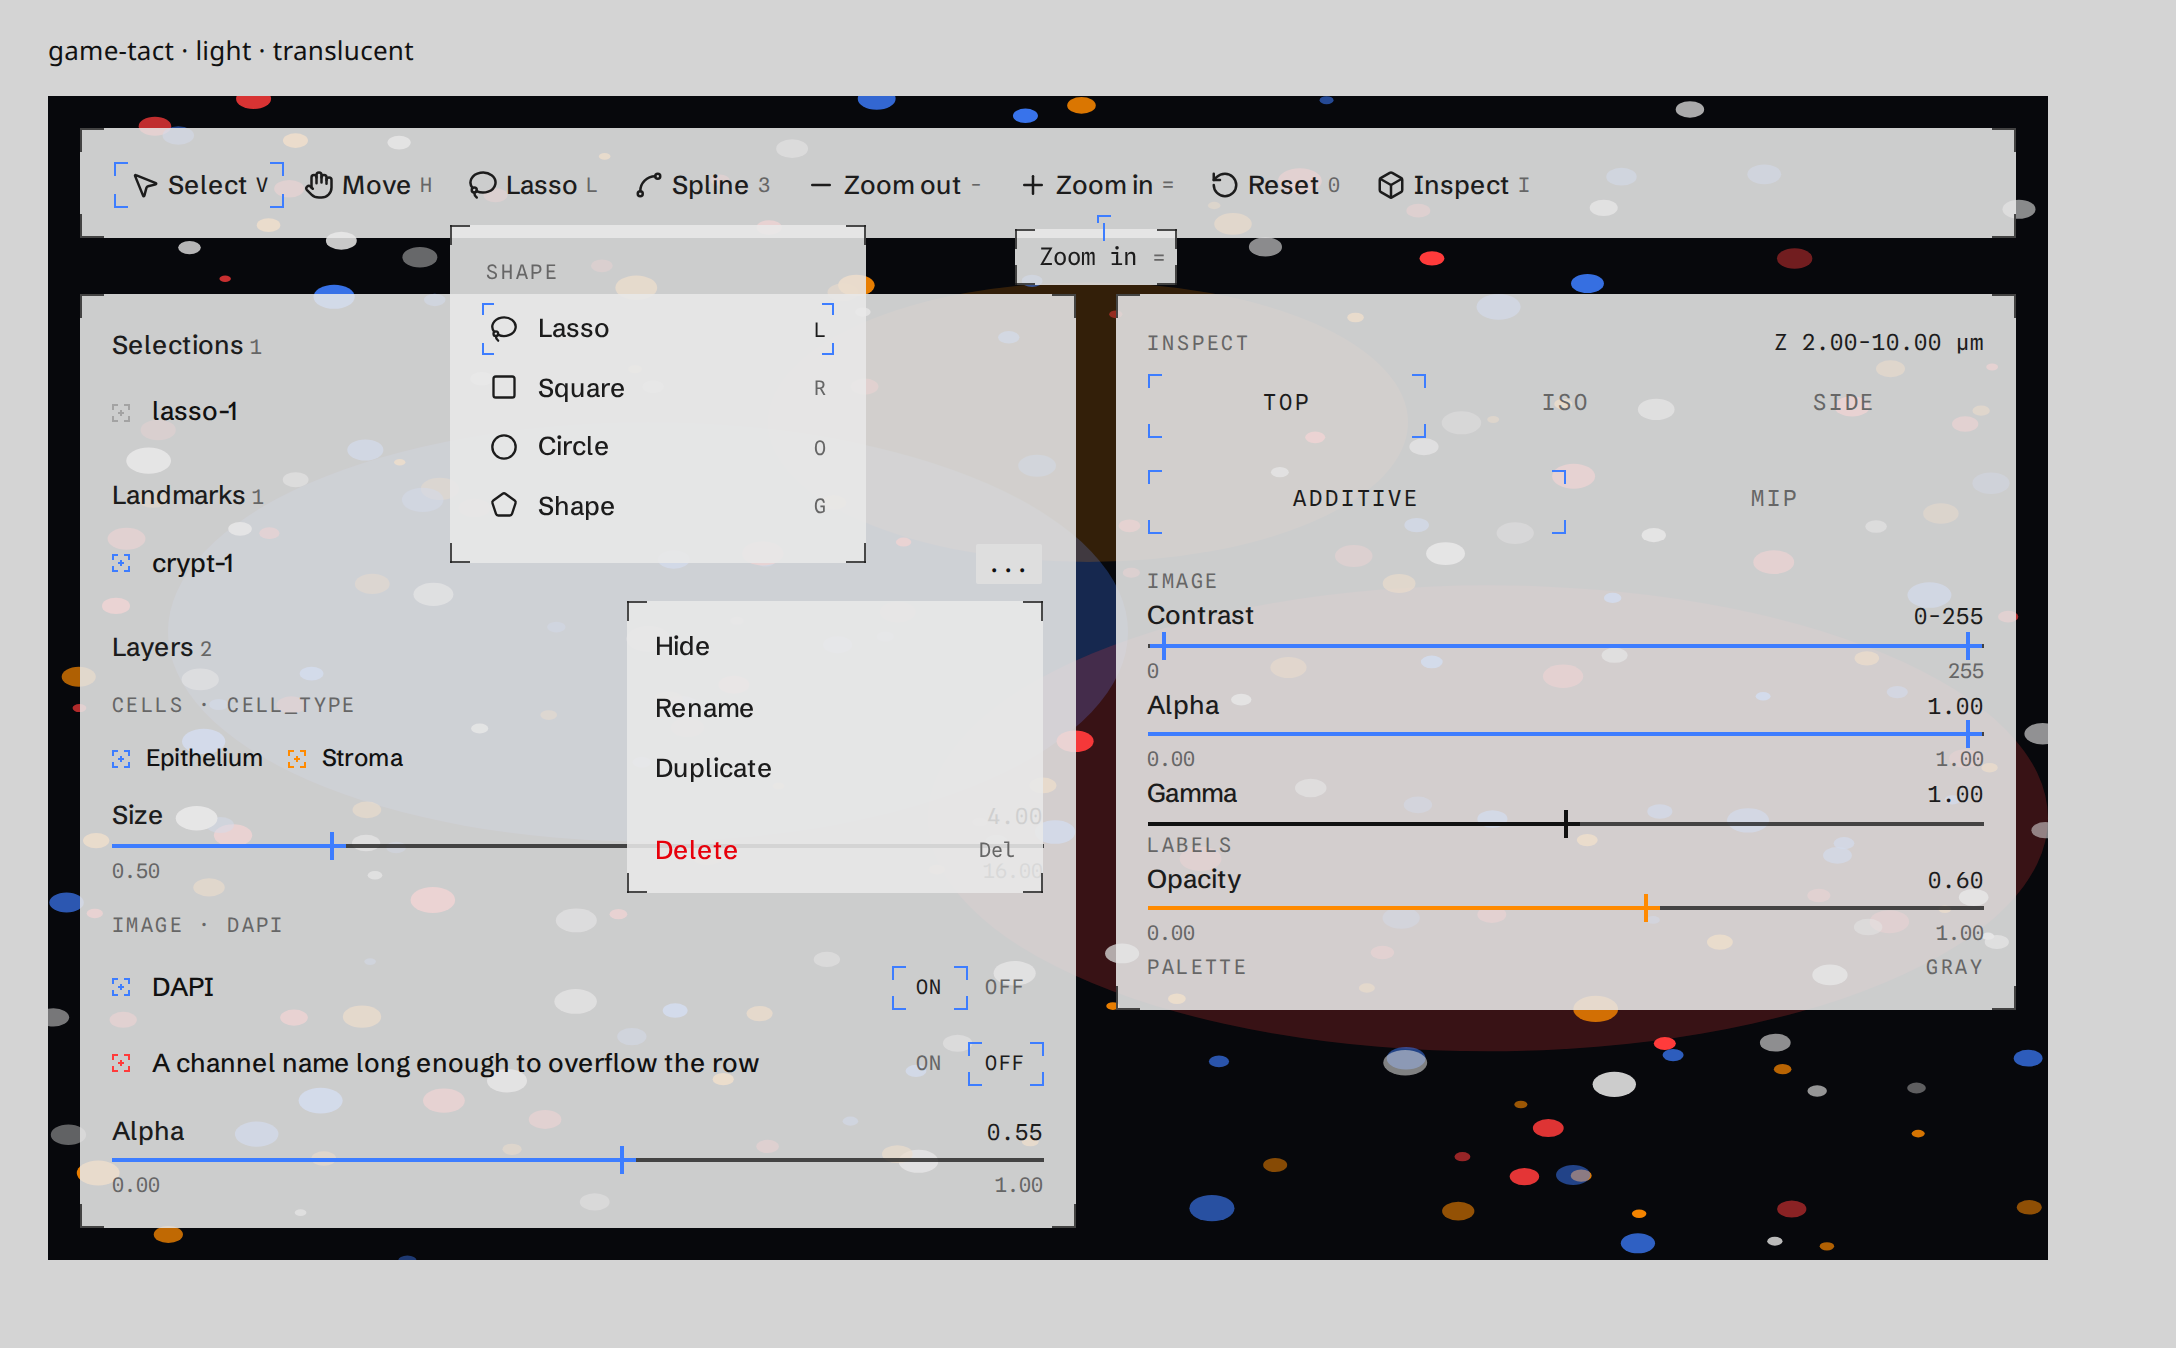 game-tact · light · translucent
Select V Move H Lasso L Spline 3 Zoom out - Zoom in = Reset 0 Inspect I
Zoom in =
SHAPE
Lasso L
Square R
Circle O
Shape G
Selections 1
lasso-1
Landmarks 1
crypt-1
...
Hide
Rename
Duplicate
Delete Del
Layers 2
CELLS · CELL_TYPE
Epithelium Stroma
Size 4.00
0.50 16.00
IMAGE · DAPI
DAPI ON OFF
A channel name long enough to overflow the row ON OFF
Alpha 0.55
0.00 1.00
INSPECT Z 2.00-10.00 µm
TOP ISO SIDE
ADDITIVE MIP
IMAGE
Contrast 0-255
0 255
Alpha 1.00
0.00 1.00
Gamma 1.00
LABELS
Opacity 0.60
0.00 1.00
PALETTE GRAY